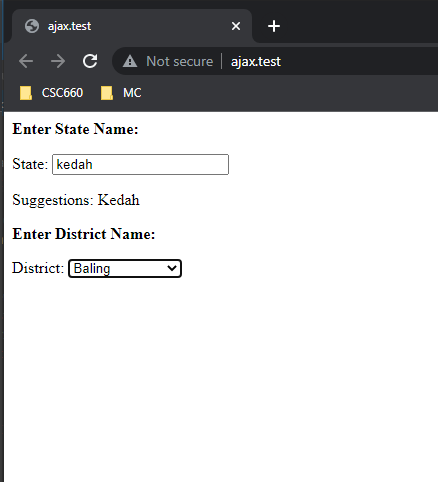 ajax.test
Not secure | ajax.test
CSC660 MC
Enter State Name:
State: kedah
Suggestions: Kedah
Enter District Name:
District: Baling